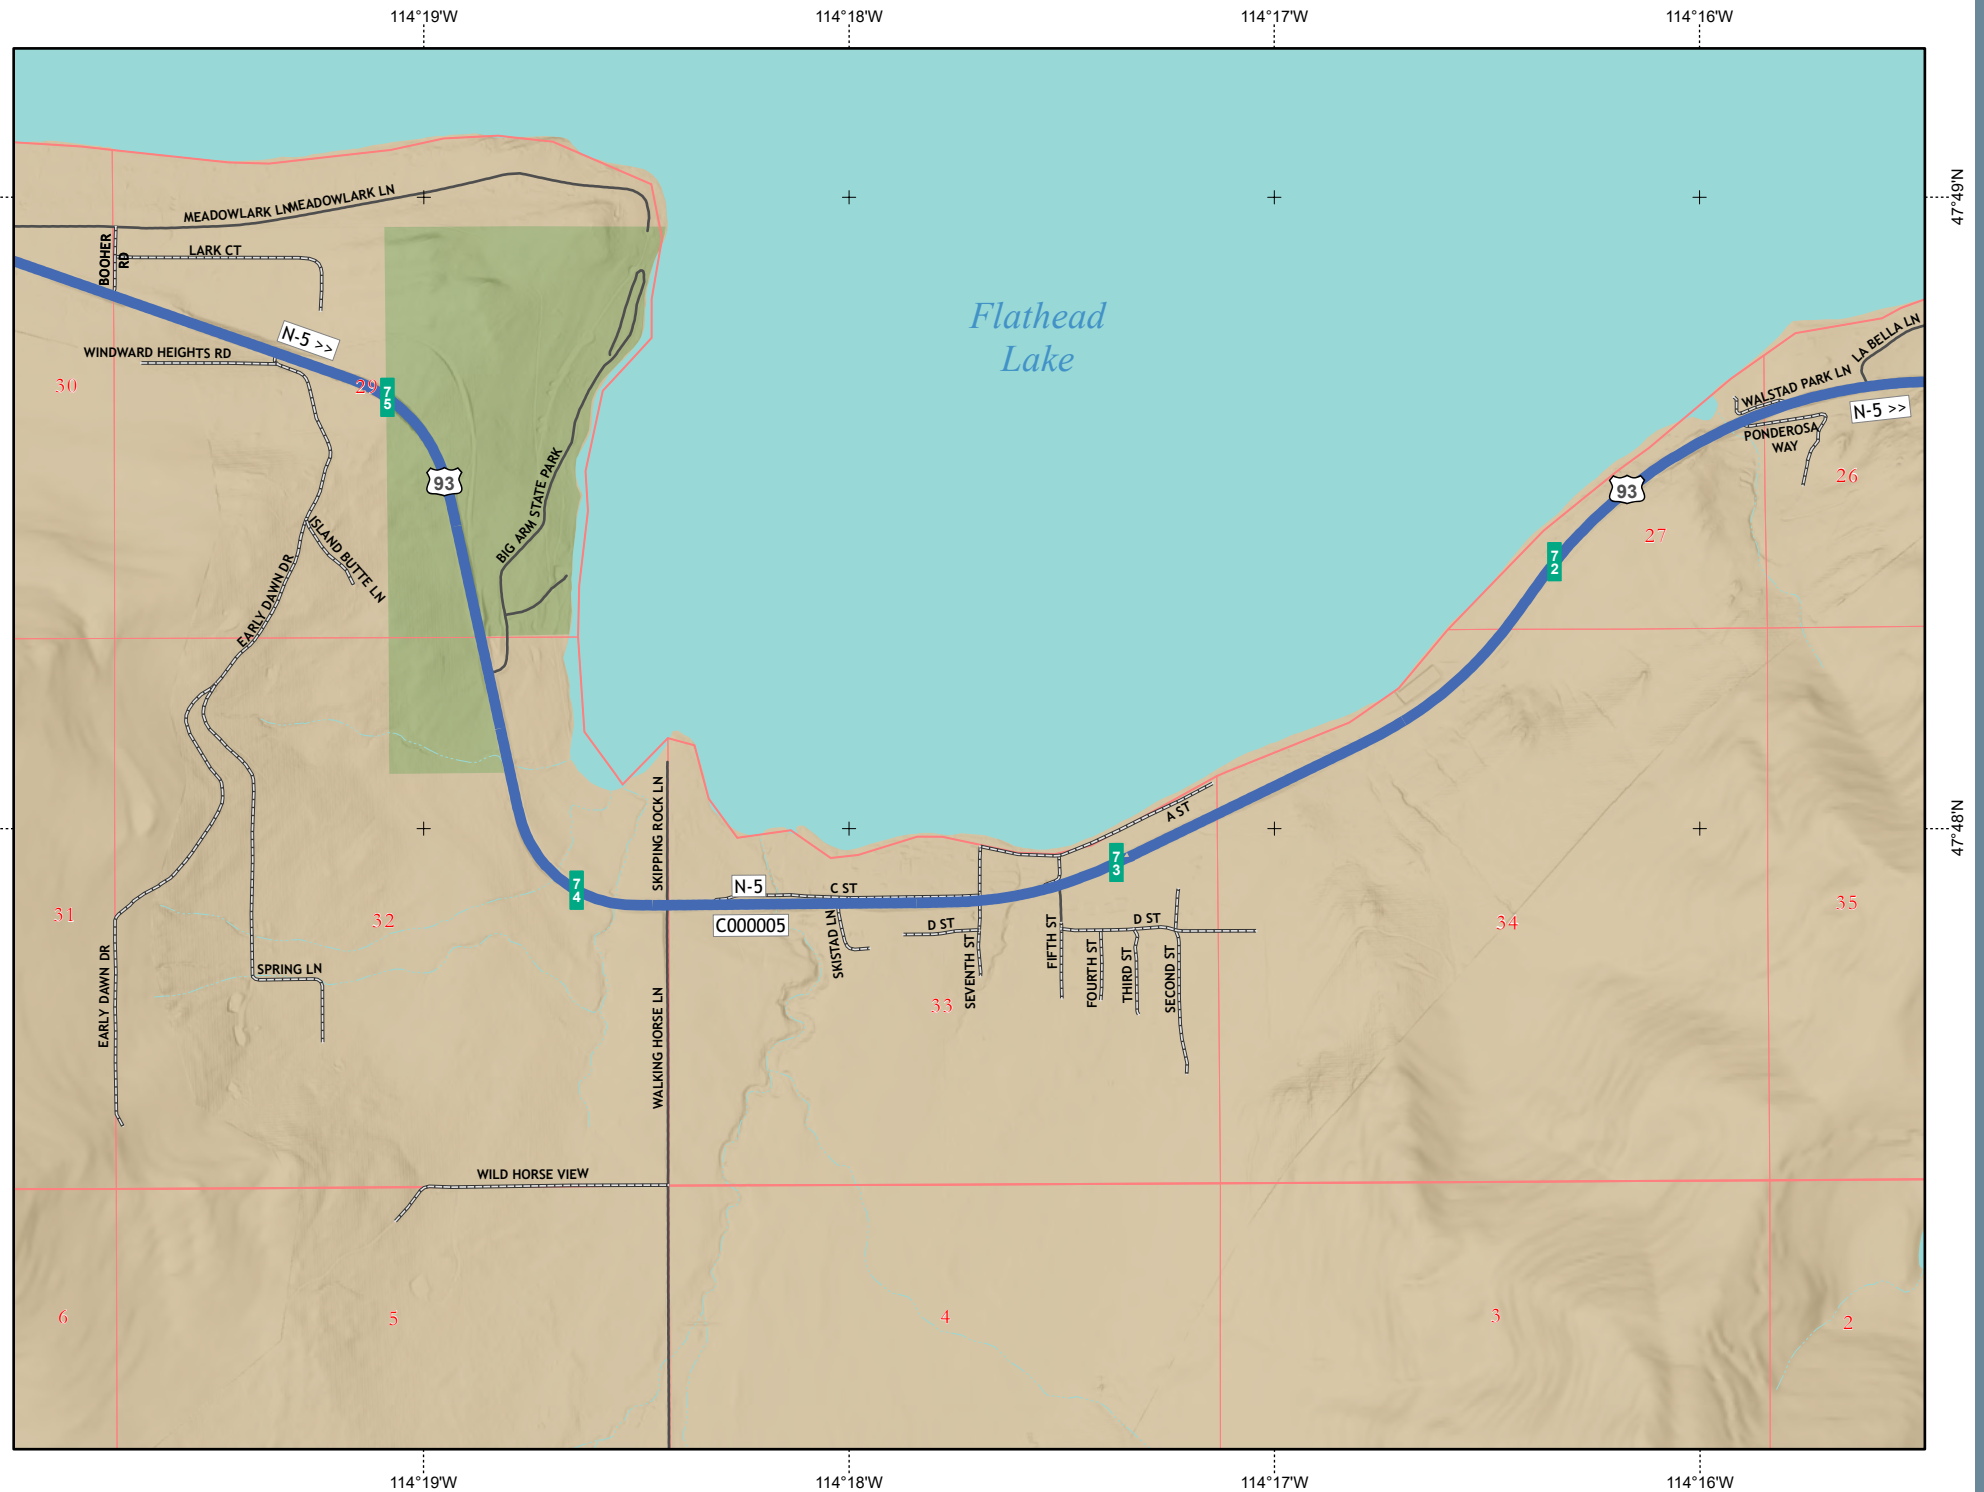 114°19'W
114°18'W
114°17'W
114°16'W
47°49'N
MEADOWLARK LN
MEADOWLARK LN
BOOHER
RD
LARK CT
Flathead
Lake
N-5 >>
WINDWARD HEIGHTS RD
30
29
7
5
LA BELLA LN
WALSTAD PARK LN
N-5 >>
PONDEROSA
WAY
26
93
93
27
BIG ARM STATE PARK
ISLAND BUTTE LN
EARLY DAWN DR
7
2
47°48'N
SKIPPING ROCK LN
A ST
7
3
7
4
N-5
C ST
C000005
31
32
SKISTAD LN
D ST
SEVENTH ST
FIFTH ST
D ST
FOURTH ST
THIRD ST
SECOND ST
34
35
EARLY DAWN DR
SPRING LN
33
WALKING HORSE LN
WILD HORSE VIEW
6
5
4
3
2
114°19'W
114°18'W
114°17'W
114°16'W